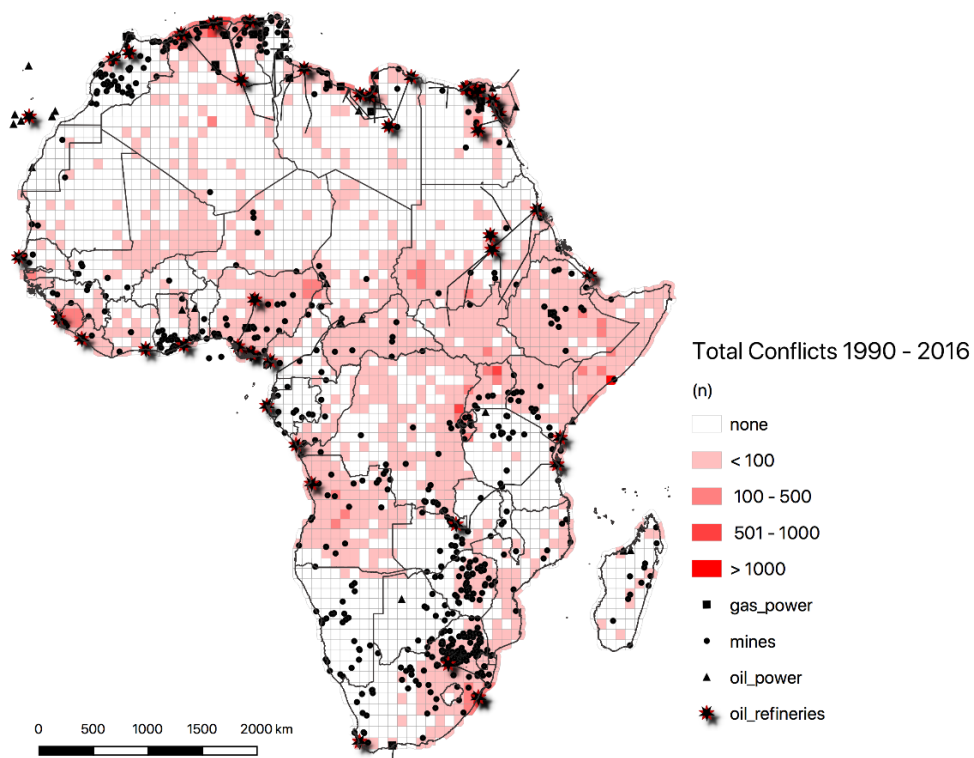 Total Conflicts 1990 - 2016
(n)
none
< 100
100 - 500
501 - 1000
> 1000
gas_power
mines
oil_power
oil_refineries
0 500 1000 1500 2000 km